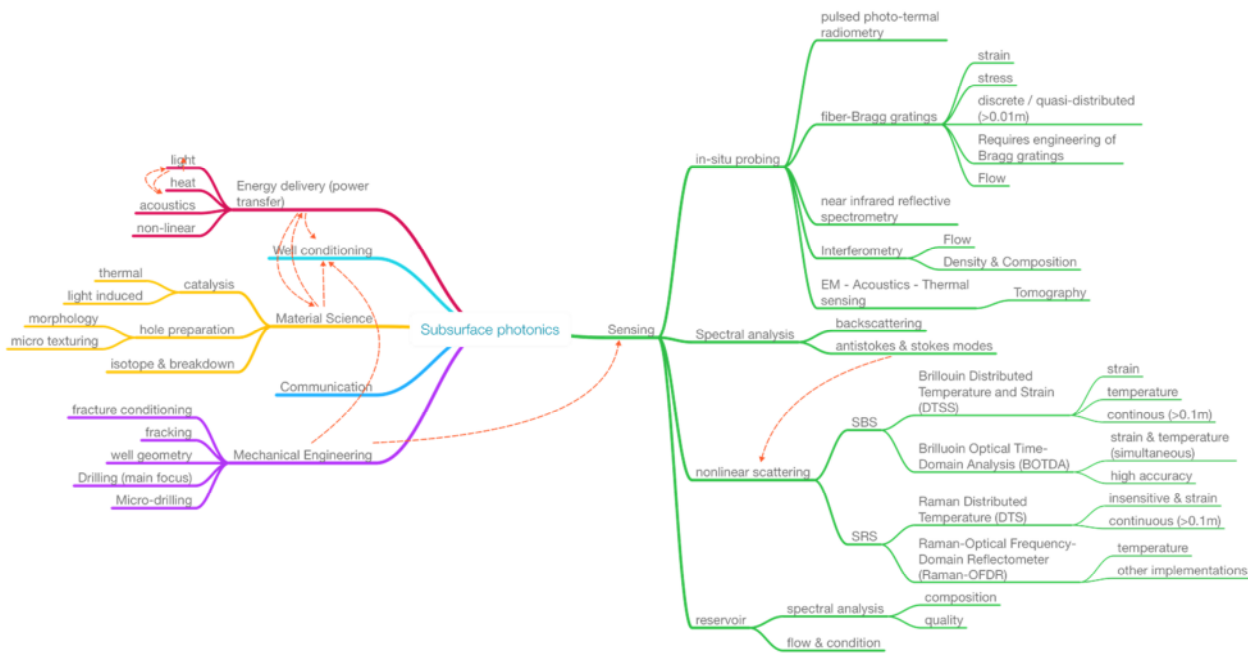 Subsurface photonics
Energy delivery (power
transfer)
light
heat
acoustics
non-linear
Well conditioning
Material Science
catalysis
thermal
light induced
hole preparation
morphology
micro texturing
isotope & breakdown
Communication
Mechanical Engineering
fracture conditioning
fracking
well geometry
Drilling (main focus)
Micro-drilling
Sensing
in-situ probing
pulsed photo-termal
radiometry
fiber-Bragg gratings
strain
stress
discrete / quasi-distributed
(>0.01m)
Requires engineering of
Bragg gratings
Flow
near infrared reflective
spectrometry
Interferometry
Flow
Density & Composition
EM - Acoustics - Thermal
sensing
Tomography
Spectral analysis
backscattering
antistokes & stokes modes
nonlinear scattering
SBS
Brillouin Distributed
Temperature and Strain
(DTSS)
strain
temperature
continous (>0.1m)
Brilluoin Optical Time-
Domain Analysis (BOTDA)
strain & temperature
(simultaneous)
high accuracy
SRS
Raman Distributed
Temperature (DTS)
insensitive & strain
continuous (>0.1m)
Raman-Optical Frequency-
Domain Reflectometer
(Raman-OFDR)
temperature
other implementations
reservoir
spectral analysis
composition
quality
flow & condition